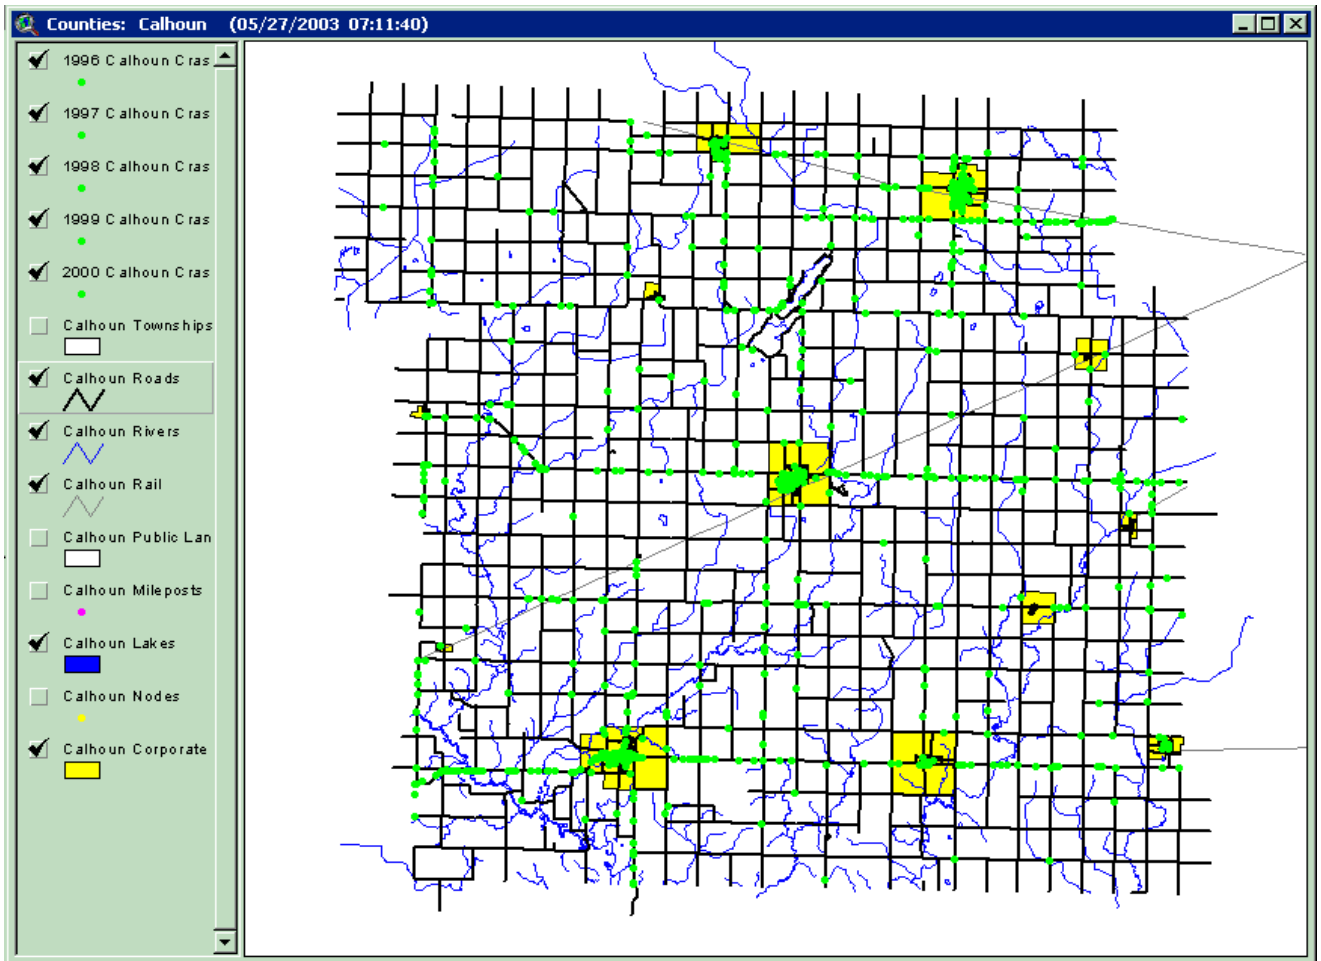 Counties: Calhoun (05/27/2003 07:11:40)
1996 Calhoun Cras
1997 Calhoun Cras
1998 Calhoun Cras
1999 Calhoun Cras
2000 Calhoun Cras
Calhoun Townships
Calhoun Roads
Calhoun Rivers
Calhoun Rail
Calhoun Public Lan
Calhoun Mileposts
Calhoun Lakes
Calhoun Nodes
Calhoun Corporate